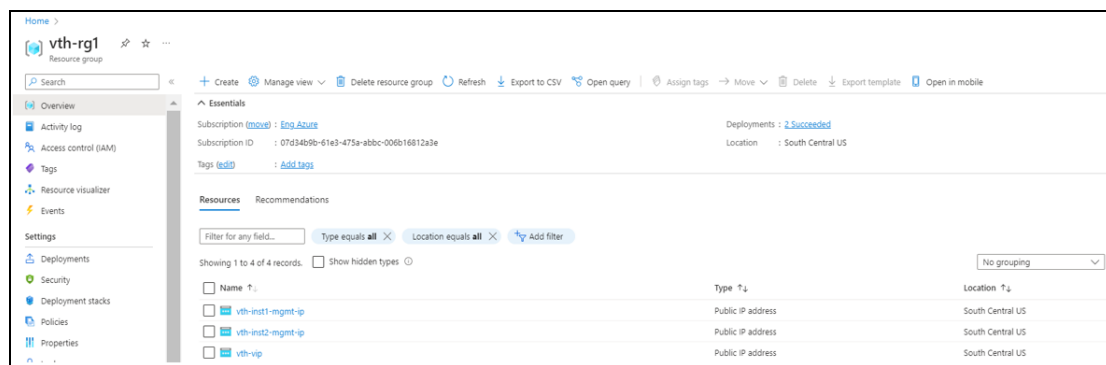 Home >
vth-rg1
Resource group
Search
+ Create Manage view Delete resource group Refresh Export to CSV Open query Assign tags Move Delete Export template Open in mobile
Overview
Essentials
Activity log
Subscription (move) : Eng Azure
Deployments : 2 Succeeded
Access control (IAM)
Subscription ID : 07d34b9b-61e3-475a-abbc-006b16812a3e
Location : South Central US
Tags
Tags (edit) : Add tags
Resource visualizer
Events
Resources Recommendations
Settings
Filter for any field... Type equals all Location equals all Add filter
Deployments
Showing 1 to 4 of 4 records. Show hidden types
No grouping
Security
Name Type Location
Deployment stacks
vth-inst1-mgmt-ip Public IP address South Central US
Policies
vth-inst2-mgmt-ip Public IP address South Central US
Properties
vth-vip Public IP address South Central US